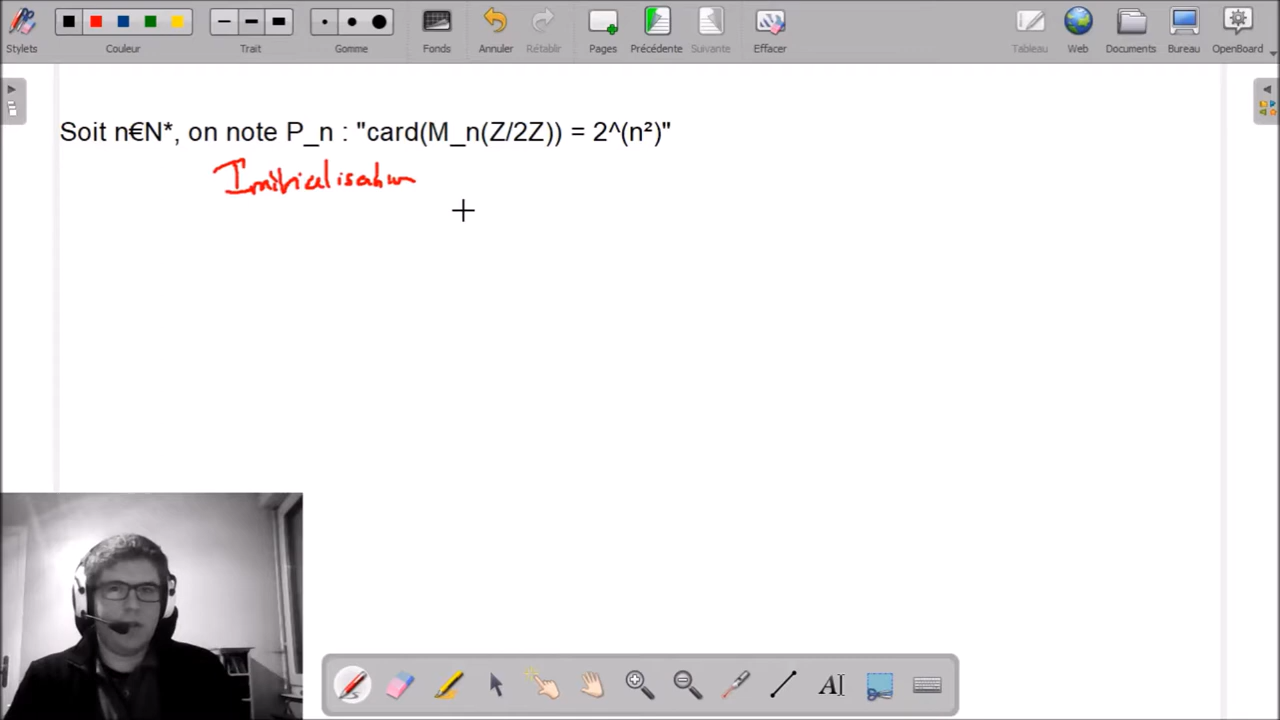 Stylets
Couleur
Trait
Gomme
Fonds
Annuler
Rétablir
Pages
Précédente
Suivante
Effacer
Tableau
Web
Documents
Bureau
OpenBoard
Soit n€N*, on note P_n : "card(M_n(Z/2Z)) = 2^(n²)"
Initialisation